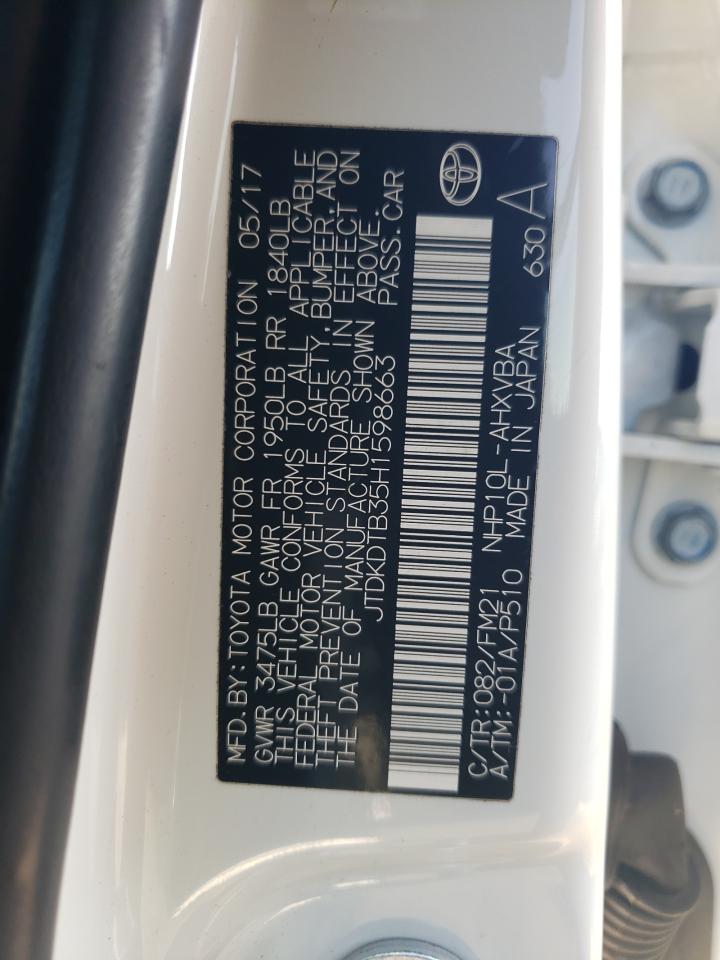 MFD.BY:TOYOTA MOTOR CORPORATION 05/17
GVWR 3475LB GAWR FR 1950LB RR 1840LB
THIS VEHICLE CONFORMS TO ALL APPLICABLE
FEDERAL MOTOR VEHICLE SAFETY,BUMPER,AND
THEFT PREVENTION STANDARDS IN EFFECT ON
THE DATE OF MANUFACTURE SHOWN ABOVE.
JTDKDTB35H1598663 PASS.CAR
C/TR:082/FM21 NHP10L-AHXVBA
A/TM:-01A/P510 MADE IN JAPAN 630 A